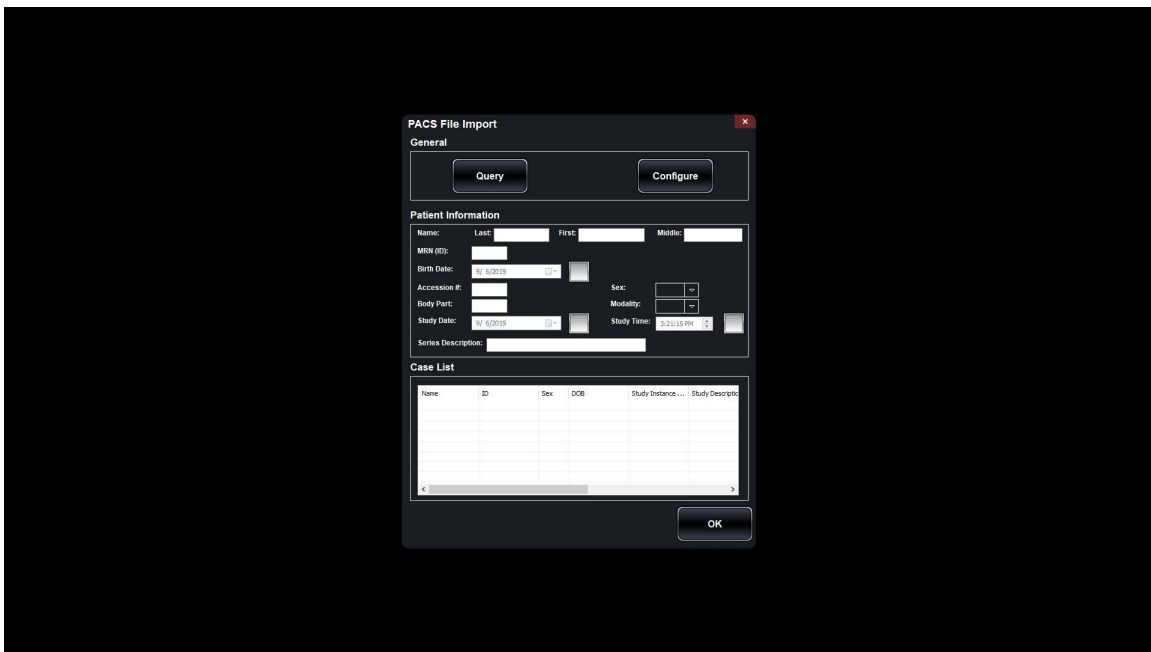 PACS File Import
General
Query Configure
Patient Information
Name: Last: First: Middle:
MRN (ID):
Birth Date: 9/ 6/2019
Accession #: Sex:
Body Part: Modality:
Study Date: 9/ 6/2019 Study Time: 3:21:15 PM
Series Description:
Case List
Name ID Sex DOB Study Instance ... Study Descriptic
OK